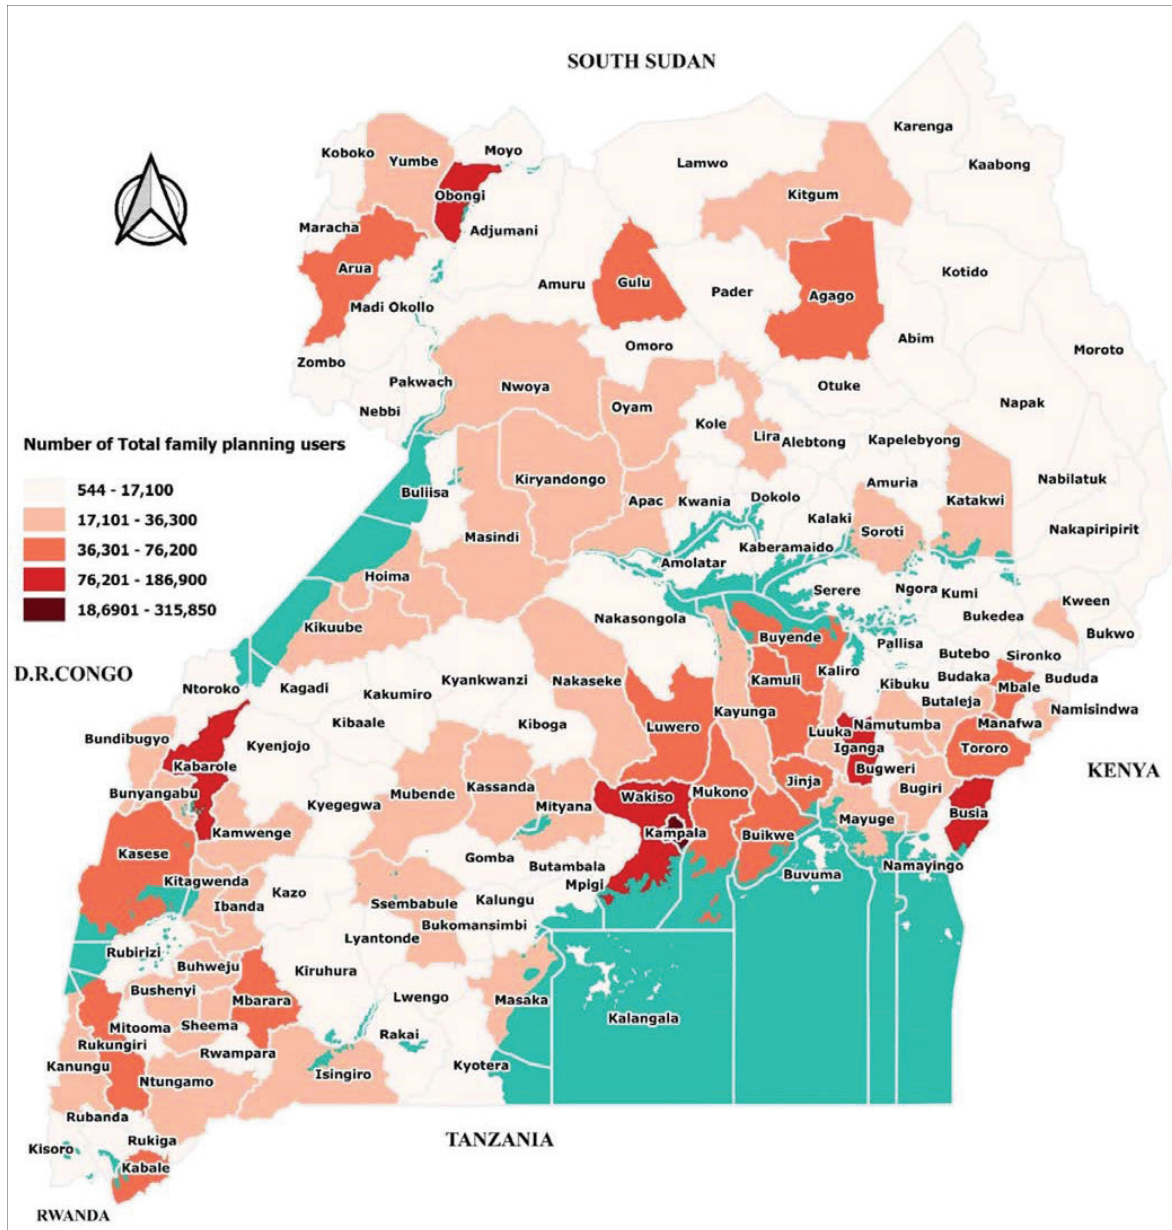 SOUTH SUDAN
Karenga
Koboko
Moyo
Yumbe
Lamwo
Kaabong
Obongi
Kitgum
Maracha
Adjumani
Arua
Kotido
Amuru
Gulu
Pader
Agago
Madi Okollo
Abim
Omoro
Moroto
Zombo
Pakwach
Nwoya
Otuke
Napak
Nebbi
Oyam
Kole
Lira
Alebtong
Kapelebyong
Number of Total family planning users
544 - 17,100
17,101 - 36,300
36,301 - 76,200
76,201 - 186,900
18,6901 - 315,850
Kiryandongo
Nabilatuk
Amuria
Buliisa
Apac
Kwania
Dokolo
Katakwi
Kalaki
Soroti
Nakapiripirit
Masindi
Kaberamaido
Amolatar
Hoima
Serere
Ngora
Kumi
Kween
Nakasongola
Bukedea
Kikuube
Buyende
Pallisa
Bukwo
Butebo
Sironko
D.R.CONGO
Kaliro
Ntoroko
Kagadi
Kakumiro
Kyankwanzi
Nakaseke
Kamuli
Kibuku
Budaka
Bududa
Mbale
Butaleja
Kibaale
Kiboga
Luwero
Kayunga
Namisindwa
Bundibugyo
Kyenjojo
Luuka
Namutumba
Manafwa
Iganga
Tororo
Kabarole
Bugweri
KENYA
Bunyangabu
Kyegegwa
Mubende
Kassanda
Mityana
Wakiso
Mukono
Jinja
Bugiri
Busia
Kamwenge
Kampala
Buikwe
Mayuge
Kasese
Gomba
Butambala
Buvuma
Namayingo
Kitagwenda
Kazo
Mpigi
Ibanda
Ssembabule
Kalungu
Bukomansimbi
Lyantonde
Rubirizi
Buhweju
Kiruhura
Bushenyi
Mbarara
Lwengo
Masaka
Mitooma
Sheema
Kalangala
Rukungiri
Rwampara
Rakai
Kanungu
Ntungamo
Isingiro
Kyotera
Rubanda
Rukiga
TANZANIA
Kisoro
Kabale
RWANDA